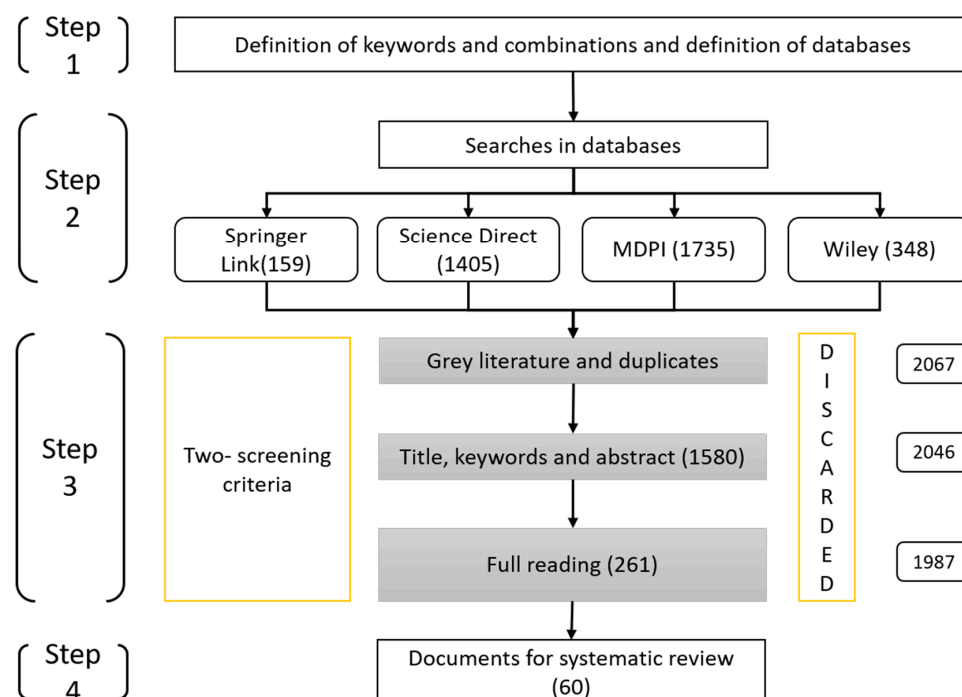 Step
1
Definition of keywords and combinations and definition of databases
Step
2
Searches in databases
Springer
Link(159)
Science Direct
(1405)
MDPI (1735)
Wiley (348)
Step
3
Two- screening
criteria
Grey literature and duplicates
Title, keywords and abstract (1580)
Full reading (261)
D
I
S
C
A
R
D
E
D
2067
2046
1987
Step
4
Documents for systematic review
(60)